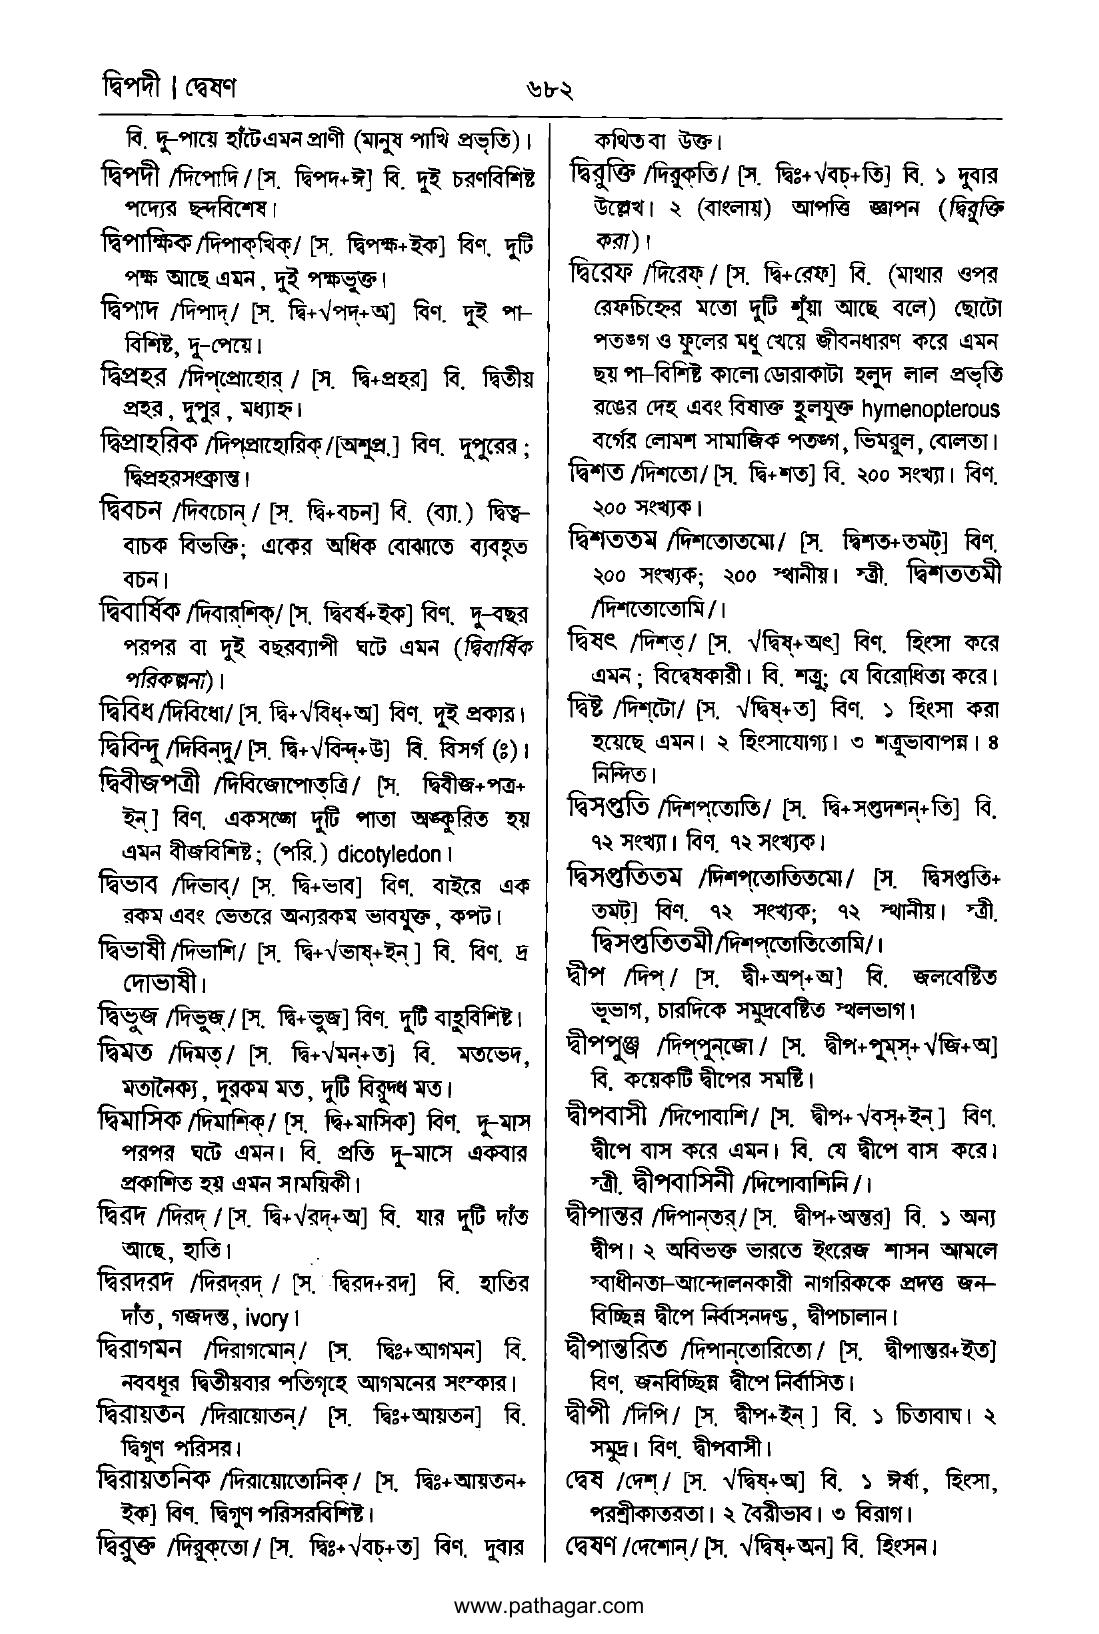 দ্বিপদী | দ্বেষণ
৬৮২
বি. দু-পায়ে হাঁটে এমন প্রাণী (মানুষ পাখি প্রভৃতি)।
দ্বিপদী /দিপোদি/ [স. দ্বিপদ+ঈ] বি. দুই চরণবিশিষ্ট
পদ্যের ছন্দবিশেষ।
দ্বিপাক্ষিক /দিপাক্‌খিক্/ [স. দ্বিপক্ষ+ইক] বিণ. দুটি
পক্ষ আছে এমন, দুই পক্ষভুক্ত।
দ্বিপাদ /দিপাদ্/ [স. দ্বি+√পদ্+অ] বিণ. দুই পা-
বিশিষ্ট, দু-পেয়ে।
দ্বিপ্রহর /দিপ্‌প্রোহোর্/ [স. দ্বি+প্রহর] বি. দ্বিতীয়
প্রহর, দুপুর, মধ্যাহ্ন।
দ্বিপ্রাহরিক /দিপ্‌প্রাহোরিক্/[অশুপ্র.] বিণ. দুপুরের;
দ্বিপ্রহরসংক্রান্ত।
দ্বিবচন /দিবচোন্/ [স. দ্বি+বচন] বি. (ব্যা.) দ্বিত্ব-
বাচক বিভক্তি; একের অধিক বোঝাতে ব্যবহৃত
বচন।
দ্বিবার্ষিক /দিবার্‌শিক্/ [স. দ্বিবর্ষ+ইক] বিণ. দু-বছর
পরপর বা দুই বছরব্যাপী ঘটে এমন (দ্বিবার্ষিক
পরিকল্পনা)।
দ্বিবিধ /দিবিধো/ [স. দ্বি+√বিধ্+অ] বিণ. দুই প্রকার।
দ্বিবিন্দু /দিবিন্‌দু/ [স. দ্বি+√বিন্দ্+উ] বি. বিসর্গ (ঃ)।
দ্বিবীজপত্রী /দিবিজোপোত্‌ত্রি/ [স. দ্বিবীজ+পত্র+
ইন্] বিণ. একসঙ্গে দুটি পাতা অঙ্কুরিত হয়
এমন বীজবিশিষ্ট; (পরি.) dicotyledon।
দ্বিভাব /দিভাব্/ [স. দ্বি+ভাব] বিণ. বাইরে এক
রকম এবং ভেতরে অন্যরকম ভাবযুক্ত, কপট।
দ্বিভাষী /দিভাশি/ [স. দ্বি+√ভাষ্+ইন্] বি. বিণ. দ্র
দোভাষী।
দ্বিভুজ /দিভুজ্/ [স. দ্বি+ভুজ] বিণ. দুটি বাহুবিশিষ্ট।
দ্বিমত /দিমত্/ [স. দ্বি+√মন্+ত] বি. মতভেদ,
মতানৈক্য, দুরকম মত, দুটি বিরুদ্ধ মত।
দ্বিমাসিক /দিমাশিক্/ [স. দ্বি+মাসিক] বিণ. দু-মাস
পরপর ঘটে এমন। বি. প্রতি দু-মাসে একবার
প্রকাশিত হয় এমন সাময়িকী।
দ্বিরদ /দিরদ্/ [স. দ্বি+√রদ্+অ] বি. যার দুটি দাঁত
আছে, হাতি।
দ্বিরদরদ /দিরদ্‌রদ্/ [স. দ্বিরদ+রদ] বি. হাতির
দাঁত, গজদন্ত, ivory।
দ্বিরাগমন /দিরাগমোন্/ [স. দ্বিঃ+আগমন] বি.
নববধূর দ্বিতীয়বার পতিগৃহে আগমনের সংস্কার।
দ্বিরায়তন /দিরায়োতন্/ [স. দ্বিঃ+আয়তন] বি.
দ্বিগুণ পরিসর।
দ্বিরায়তনিক /দিরায়োতোনিক্/ [স. দ্বিঃ+আয়তন+
ইক] বিণ. দ্বিগুণ পরিসরবিশিষ্ট।
দ্বিরুক্ত /দিরুক্‌তো/ [স. দ্বিঃ+√বচ্+ত] বিণ. দুবার
কথিত বা উক্ত।
দ্বিরুক্তি /দিরুক্‌তি/ [স. দ্বিঃ+√বচ্+তি] বি. ১ দুবার
উল্লেখ। ২ (বাংলায়) আপত্তি জ্ঞাপন (দ্বিরুক্তি
করা)।
দ্বিরেফ /দিরেফ্/ [স. দ্বি+রেফ] বি. (মাথার ওপর
রেফচিহ্নের মতো দুটি শুঁয়া আছে বলে) ছোটো
পতঙ্গ ও ফুলের মধু খেয়ে জীবনধারণ করে এমন
ছয় পা-বিশিষ্ট কালো ডোরাকাটা হলুদ লাল প্রভৃতি
রঙের দেহ এবং বিষাক্ত হুলযুক্ত hymenopterous
বর্গের লোমশ সামাজিক পতঙ্গ, ভিমরুল, বোলতা।
দ্বিশত /দিশতো/ [স. দ্বি+শত] বি. ২০০ সংখ্যা। বিণ.
২০০ সংখ্যক।
দ্বিশততম /দিশতোতমো/ [স. দ্বিশত+তমট্] বিণ.
২০০ সংখ্যক; ২০০ স্থানীয়। স্ত্রী. দ্বিশততমী
/দিশতোতোমি/।
দ্বিষৎ /দিশত্/ [স. √দ্বিষ্+অৎ] বিণ. হিংসা করে
এমন; বিদ্বেষকারী। বি. শত্রু; যে বিরোধিতা করে।
দ্বিষ্ট /দিশ্‌টো/ [স. √দ্বিষ্+ত] বিণ. ১ হিংসা করা
হয়েছে এমন। ২ হিংসাযোগ্য। ৩ শত্রুভাবাপন্ন। ৪
নিন্দিত।
দ্বিসপ্ততি /দিশপ্‌তোতি/ [স. দ্বি+সপ্তদশন্+তি] বি.
৭২ সংখ্যা। বিণ. ৭২ সংখ্যক।
দ্বিসপ্ততিতম /দিশপ্‌তোতিতমো/ [স. দ্বিসপ্ততি+
তমট্] বিণ. ৭২ সংখ্যক; ৭২ স্থানীয়। স্ত্রী.
দ্বিসপ্ততিতমী/দিশপ্‌তোতিতোমি/।
দ্বীপ /দিপ্/ [স. দ্বী+অপ্+অ] বি. জলবেষ্টিত
ভূভাগ, চারদিকে সমুদ্রবেষ্টিত স্থলভাগ।
দ্বীপপুঞ্জ /দিপ্‌পুন্‌জো/ [স. দ্বীপ+পুমস্+√জি+অ]
বি. কয়েকটি দ্বীপের সমষ্টি।
দ্বীপবাসী /দিপোবাশি/ [স. দ্বীপ+√বস্+ইন্] বিণ.
দ্বীপে বাস করে এমন। বি. যে দ্বীপে বাস করে।
স্ত্রী. দ্বীপবাসিনী /দিপোবাশিনি/।
দ্বীপান্তর /দিপান্‌তর্/ [স. দ্বীপ+অন্তর] বি. ১ অন্য
দ্বীপ। ২ অবিভক্ত ভারতে ইংরেজ শাসন আমলে
স্বাধীনতা-আন্দোলনকারী নাগরিককে প্রদত্ত জন-
বিচ্ছিন্ন দ্বীপে নির্বাসনদণ্ড, দ্বীপচালান।
দ্বীপান্তরিত /দিপান্‌তোরিতো/ [স. দ্বীপান্তর+ইত]
বিণ. জনবিচ্ছিন্ন দ্বীপে নির্বাসিত।
দ্বীপী /দিপি/ [স. দ্বীপ+ইন্] বি. ১ চিতাবাঘ। ২
সমুদ্র। বিণ. দ্বীপবাসী।
দ্বেষ /দেশ্/ [স. √দ্বিষ্+অ] বি. ১ ঈর্ষা, হিংসা,
পরশ্রীকাতরতা। ২ বৈরীভাব। ৩ বিরাগ।
দ্বেষণ /দেশোন্/ [স. √দ্বিষ্+অন] বি. হিংসন।
www.pathagar.com